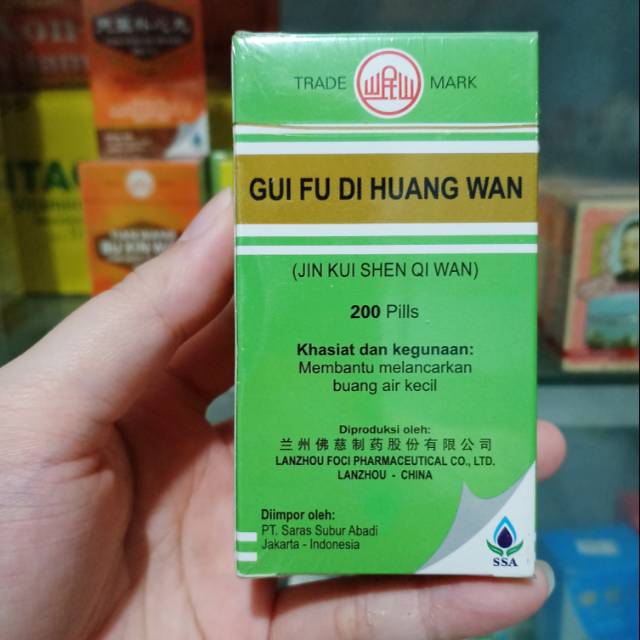 TRADE MARK
GUI FU DI HUANG WAN
(JIN KUI SHEN QI WAN)
200 Pills
Khasiat dan kegunaan:
Membantu melancarkan
buang air kecil
Diproduksi oleh:
兰州佛慈制药股份有限公司
LANZHOU FOCI PHARMACEUTICAL CO., LTD.
LANZHOU - CHINA
Diimpor oleh:
PT. Saras Subur Abadi
Jakarta - Indonesia
SSA